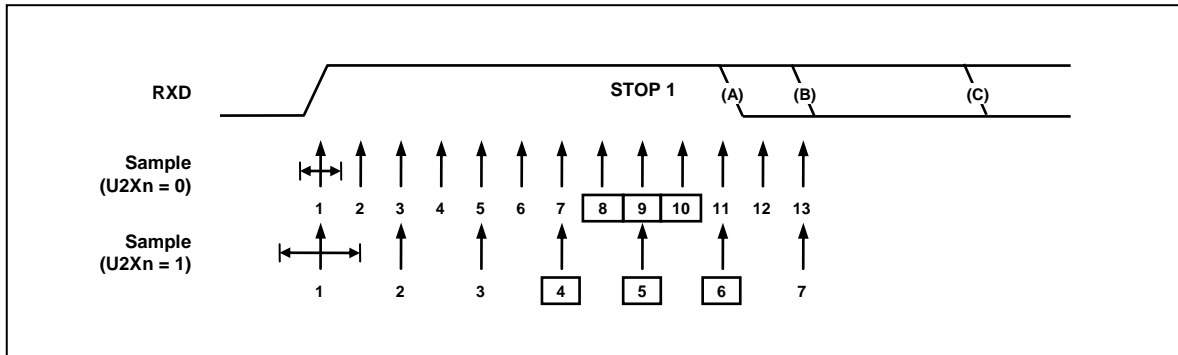 RXD
STOP 1
(A)
(B)
(C)
Sample
(U2Xn = 0)
1 2 3 4 5 6 7 8 9 10 11 12 13
Sample
(U2Xn = 1)
1 2 3 4 5 6 7